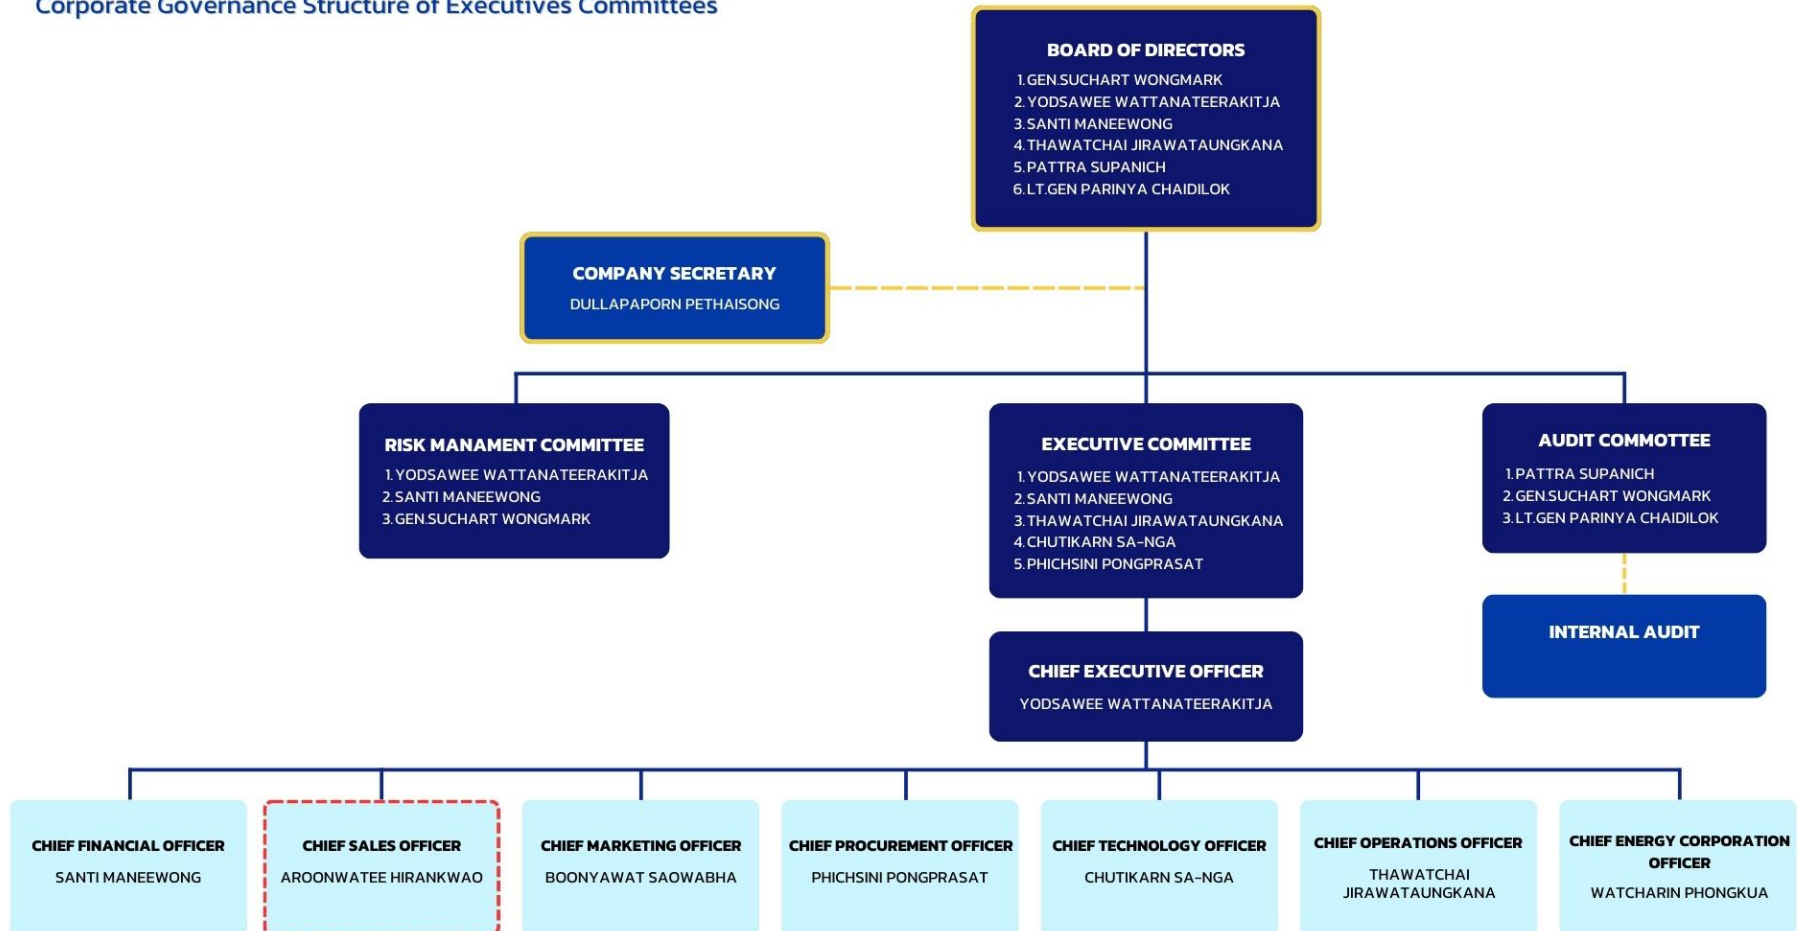 Corporate Governance Structure of Executives Committees
BOARD OF DIRECTORS
1.GEN.SUCHART WONGMARK
2.YODSAWEE WATTANATEERAKITJA
3.SANTI MANEEWONG
4.THAWATCHAI JIRAWATAUNGKANA
5.PATTRA SUPANICH
6.LT.GEN PARINYA CHAIDILOK
COMPANY SECRETARY
DULLAPAPORN PETHAISONG
RISK MANAMENT COMMITTEE
1.YODSAWEE WATTANATEERAKITJA
2.SANTI MANEEWONG
3.GEN.SUCHART WONGMARK
EXECUTIVE COMMITTEE
1.YODSAWEE WATTANATEERAKITJA
2.SANTI MANEEWONG
3.THAWATCHAI JIRAWATAUNGKANA
4.CHUTIKARN SA-NGA
5.PHICHSINI PONGPRASAT
AUDIT COMMOTTEE
1.PATTRA SUPANICH
2.GEN.SUCHART WONGMARK
3.LT.GEN PARINYA CHAIDILOK
INTERNAL AUDIT
CHIEF EXECUTIVE OFFICER
YODSAWEE WATTANATEERAKITJA
CHIEF FINANCIAL OFFICER
SANTI MANEEWONG
CHIEF SALES OFFICER
AROONWATEE HIRANKWAO
CHIEF MARKETING OFFICER
BOONYAWAT SAOWABHA
CHIEF PROCUREMENT OFFICER
PHICHSINI PONGPRASAT
CHIEF TECHNOLOGY OFFICER
CHUTIKARN SA-NGA
CHIEF OPERATIONS OFFICER
THAWATCHAI
JIRAWATAUNGKANA
CHIEF ENERGY CORPORATION
OFFICER
WATCHARIN PHONGKUA